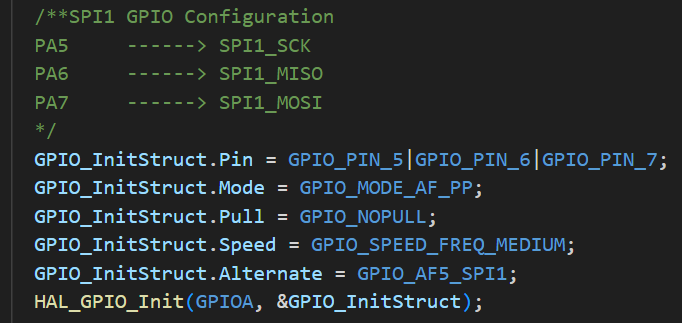 /**SPI1 GPIO Configuration
PA5     ------> SPI1_SCK
PA6     ------> SPI1_MISO
PA7     ------> SPI1_MOSI
*/
GPIO_InitStruct.Pin = GPIO_PIN_5|GPIO_PIN_6|GPIO_PIN_7;
GPIO_InitStruct.Mode = GPIO_MODE_AF_PP;
GPIO_InitStruct.Pull = GPIO_NOPULL;
GPIO_InitStruct.Speed = GPIO_SPEED_FREQ_MEDIUM;
GPIO_InitStruct.Alternate = GPIO_AF5_SPI1;
HAL_GPIO_Init(GPIOA, &GPIO_InitStruct);